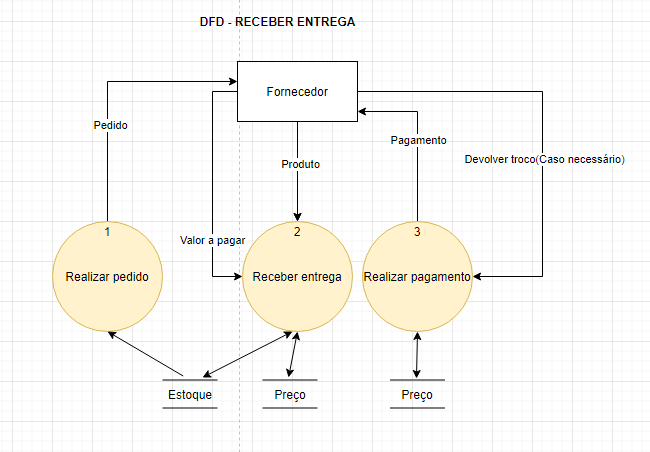 DFD - RECEBER ENTREGA
Fornecedor
Pedido
Pagamento
Produto
Devolver troco(Caso necessário)
Valor a pagar
1
2
3
Realizar pedido
Receber entrega
Realizar pagamento
Estoque
Preço
Preço